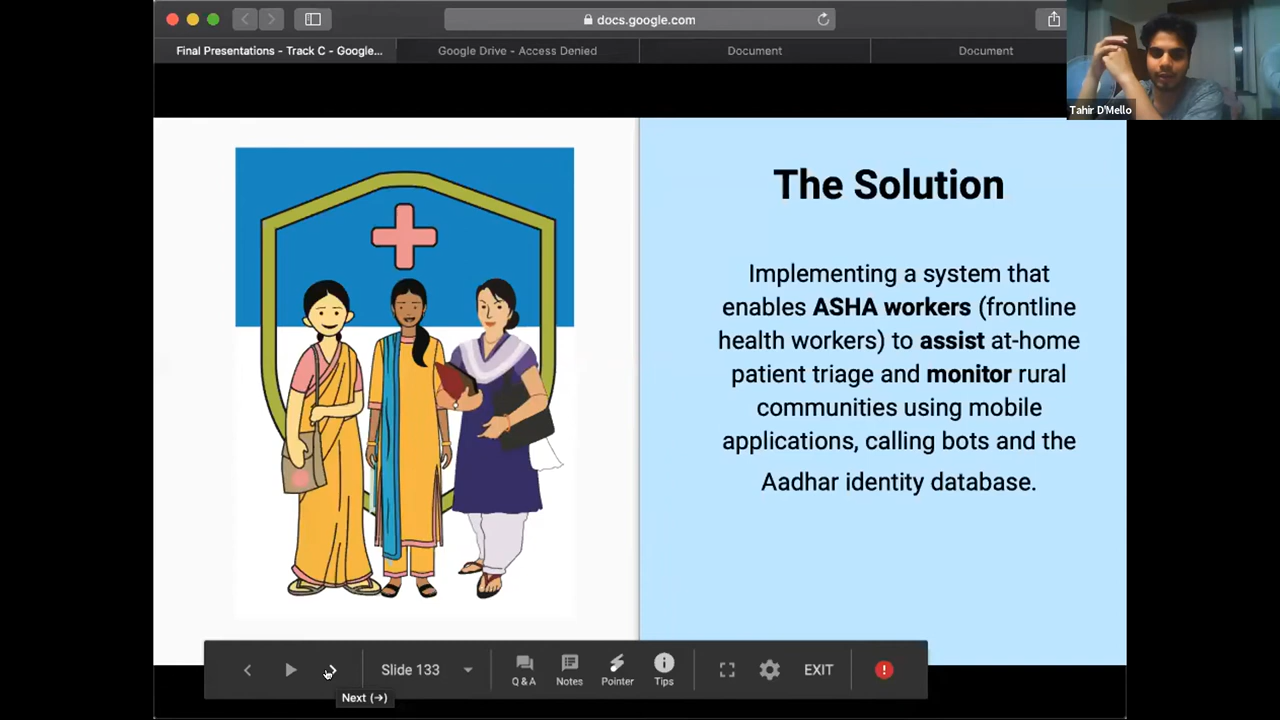 docs.google.com
Final Presentations - Track C - Google...
Google Drive - Access Denied
Document
Document
Tahir D'Mello
The Solution
Implementing a system that
enables ASHA workers (frontline
health workers) to assist at-home
patient triage and monitor rural
communities using mobile
applications, calling bots and the
Aadhar identity database.
Slide 133
Q & A
Notes
Pointer
Tips
EXIT
Next (→)